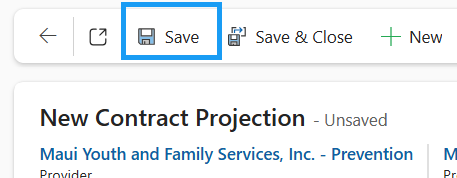 Save Save & Close New
New Contract Projection - Unsaved
Maui Youth and Family Services, Inc. - Prevention
Provider